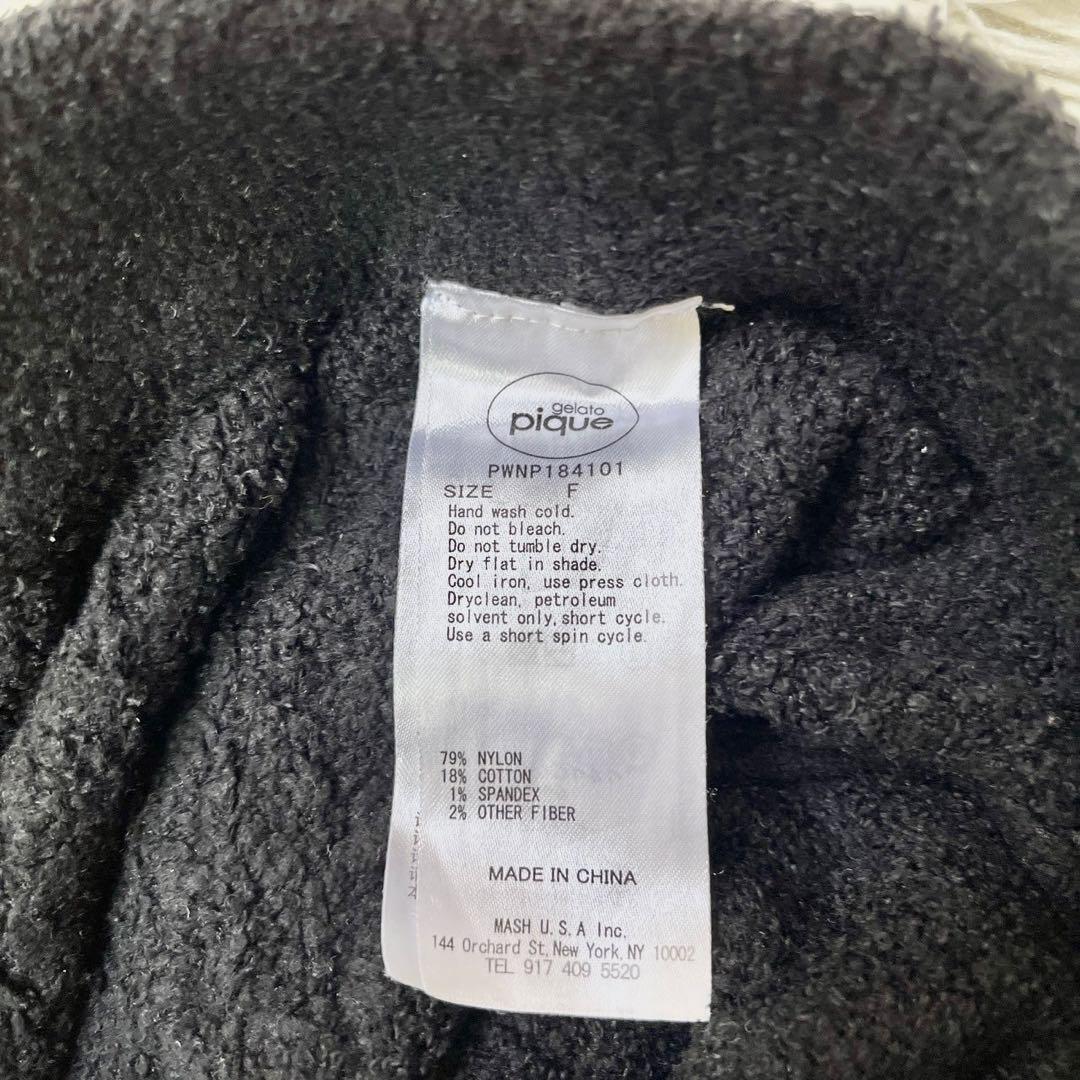 gelato
pique
PWNP184101
SIZE F
Hand wash cold.
Do not bleach.
Do not tumble dry.
Dry flat in shade.
Cool iron, use press cloth.
Dryclean, petroleum
solvent only, short cycle.
Use a short spin cycle.
79% NYLON
18% COTTON
1% SPANDEX
2% OTHER FIBER
MADE IN CHINA
MASH U.S.A Inc.
144 Orchard St, New York, NY 10002
TEL 917 409 5520